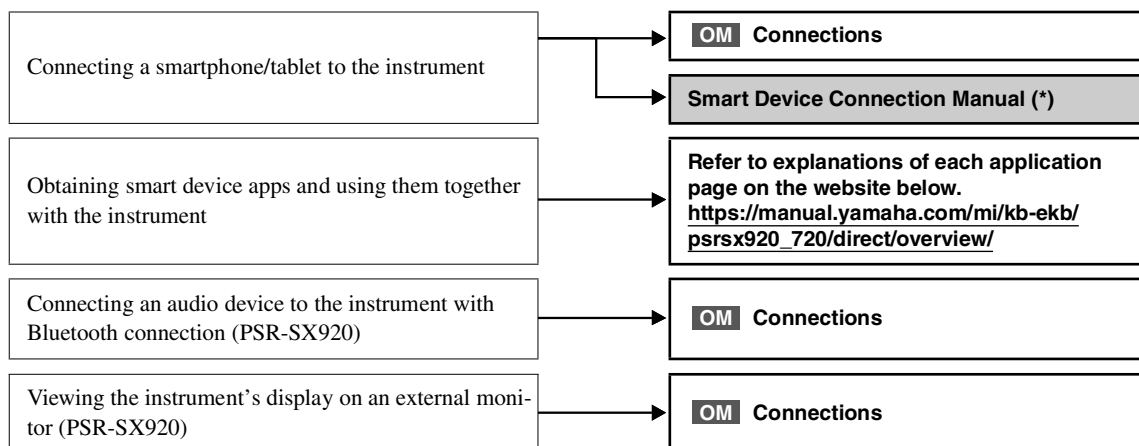 Connecting a smartphone/tablet to the instrument
OM Connections
Smart Device Connection Manual (*)
Obtaining smart device apps and using them together
with the instrument
Refer to explanations of each application
page on the website below.
https://manual.yamaha.com/mi/kb-ekb/
psrsx920_720/direct/overview/
Connecting an audio device to the instrument with
Bluetooth connection (PSR-SX920)
OM Connections
Viewing the instrument’s display on an external moni-
tor (PSR-SX920)
OM Connections